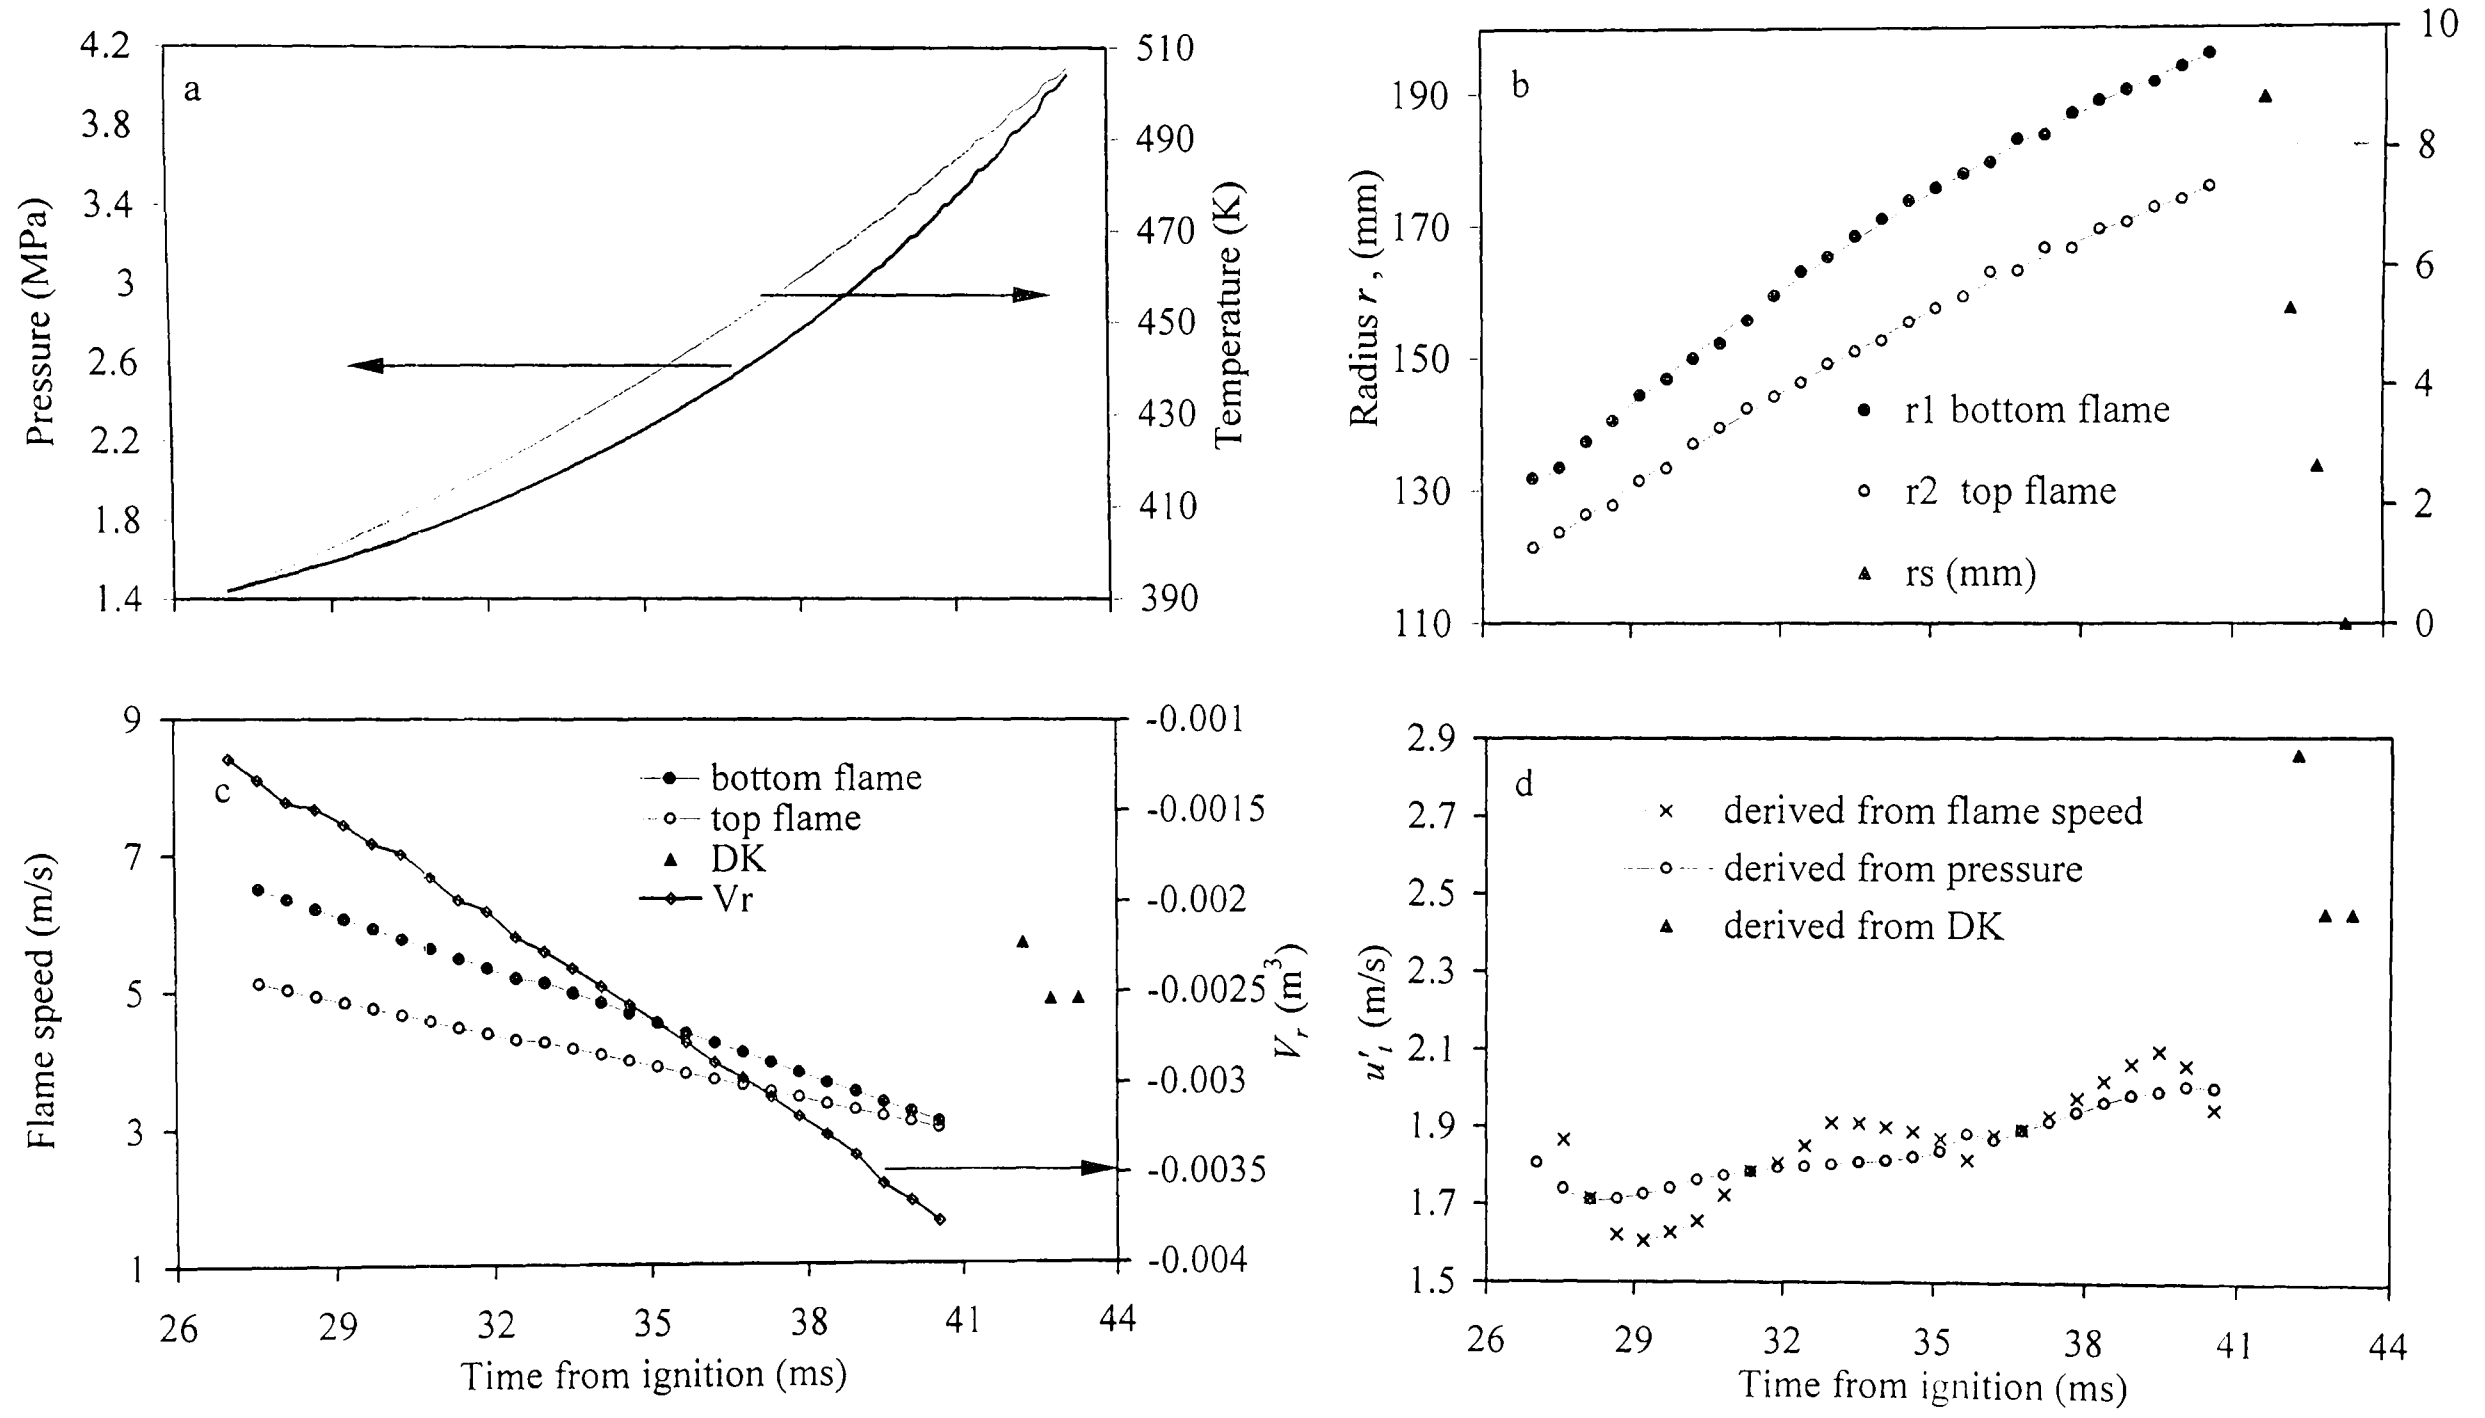 a
4.2
3.8
3.4
3
2.6
2.2
1.8
1.4
Pressure (MPa)
510
490
470
450
430
410
390
Temperature (K)
b
190
170
150
130
110
Radius r , (mm)
10
8
6
4
2
0
r1 bottom flame
r2 top flame
rs (mm)
c
9
7
5
3
1
Flame speed (m/s)
bottom flame
top flame
DK
Vr
-0.001
-0.0015
-0.002
-0.0025
-0.003
-0.0035
-0.004
Vr (m³)
26 29 32 35 38 41 44
Time from ignition (ms)
d
2.9
2.7
2.5
2.3
2.1
1.9
1.7
1.5
u't (m/s)
derived from flame speed
derived from pressure
derived from DK
26 29 32 35 38 41 44
Time from ignition (ms)